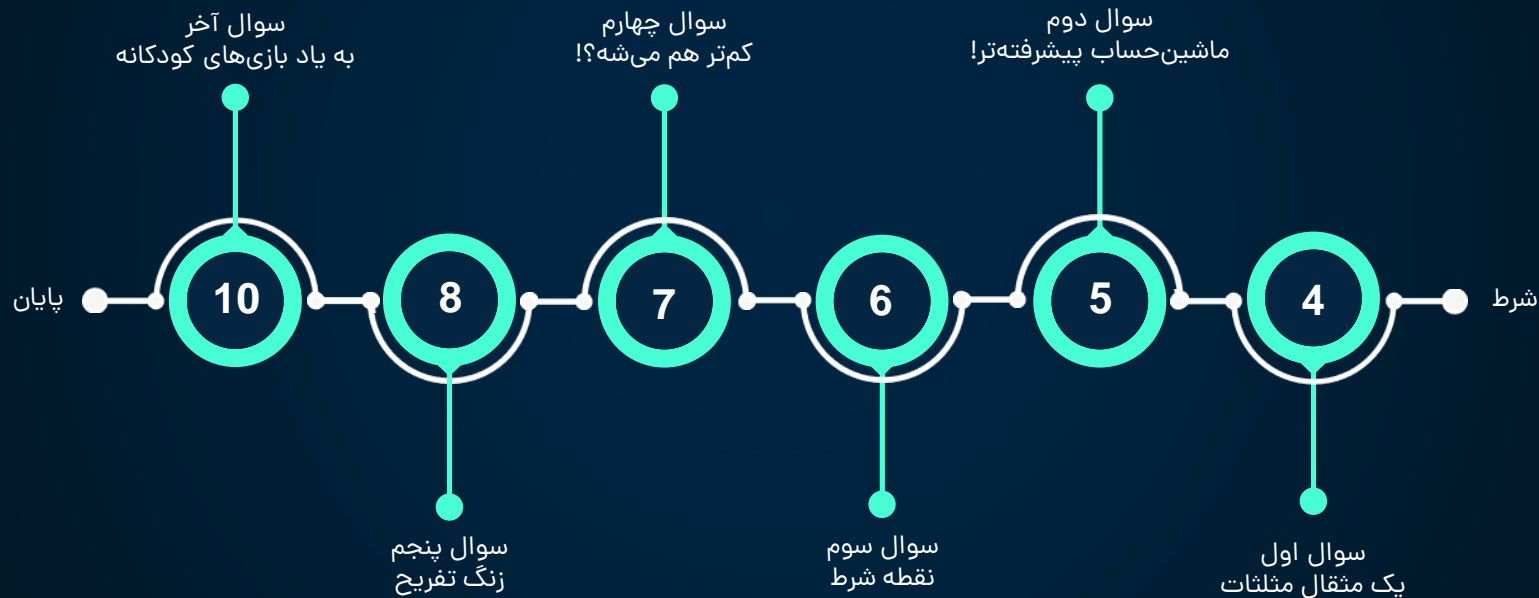 شرط
4
سوال اول
یک مثقال مثلثات
سوال دوم
ماشین‌حساب پیشرفته‌تر!
5
6
سوال سوم
نقطه شرط
سوال چهارم
کم‌تر هم می‌شه؟!
7
8
سوال پنجم
زنگ تفریح
سوال آخر
به یاد بازی‌های کودکانه
10
پایان